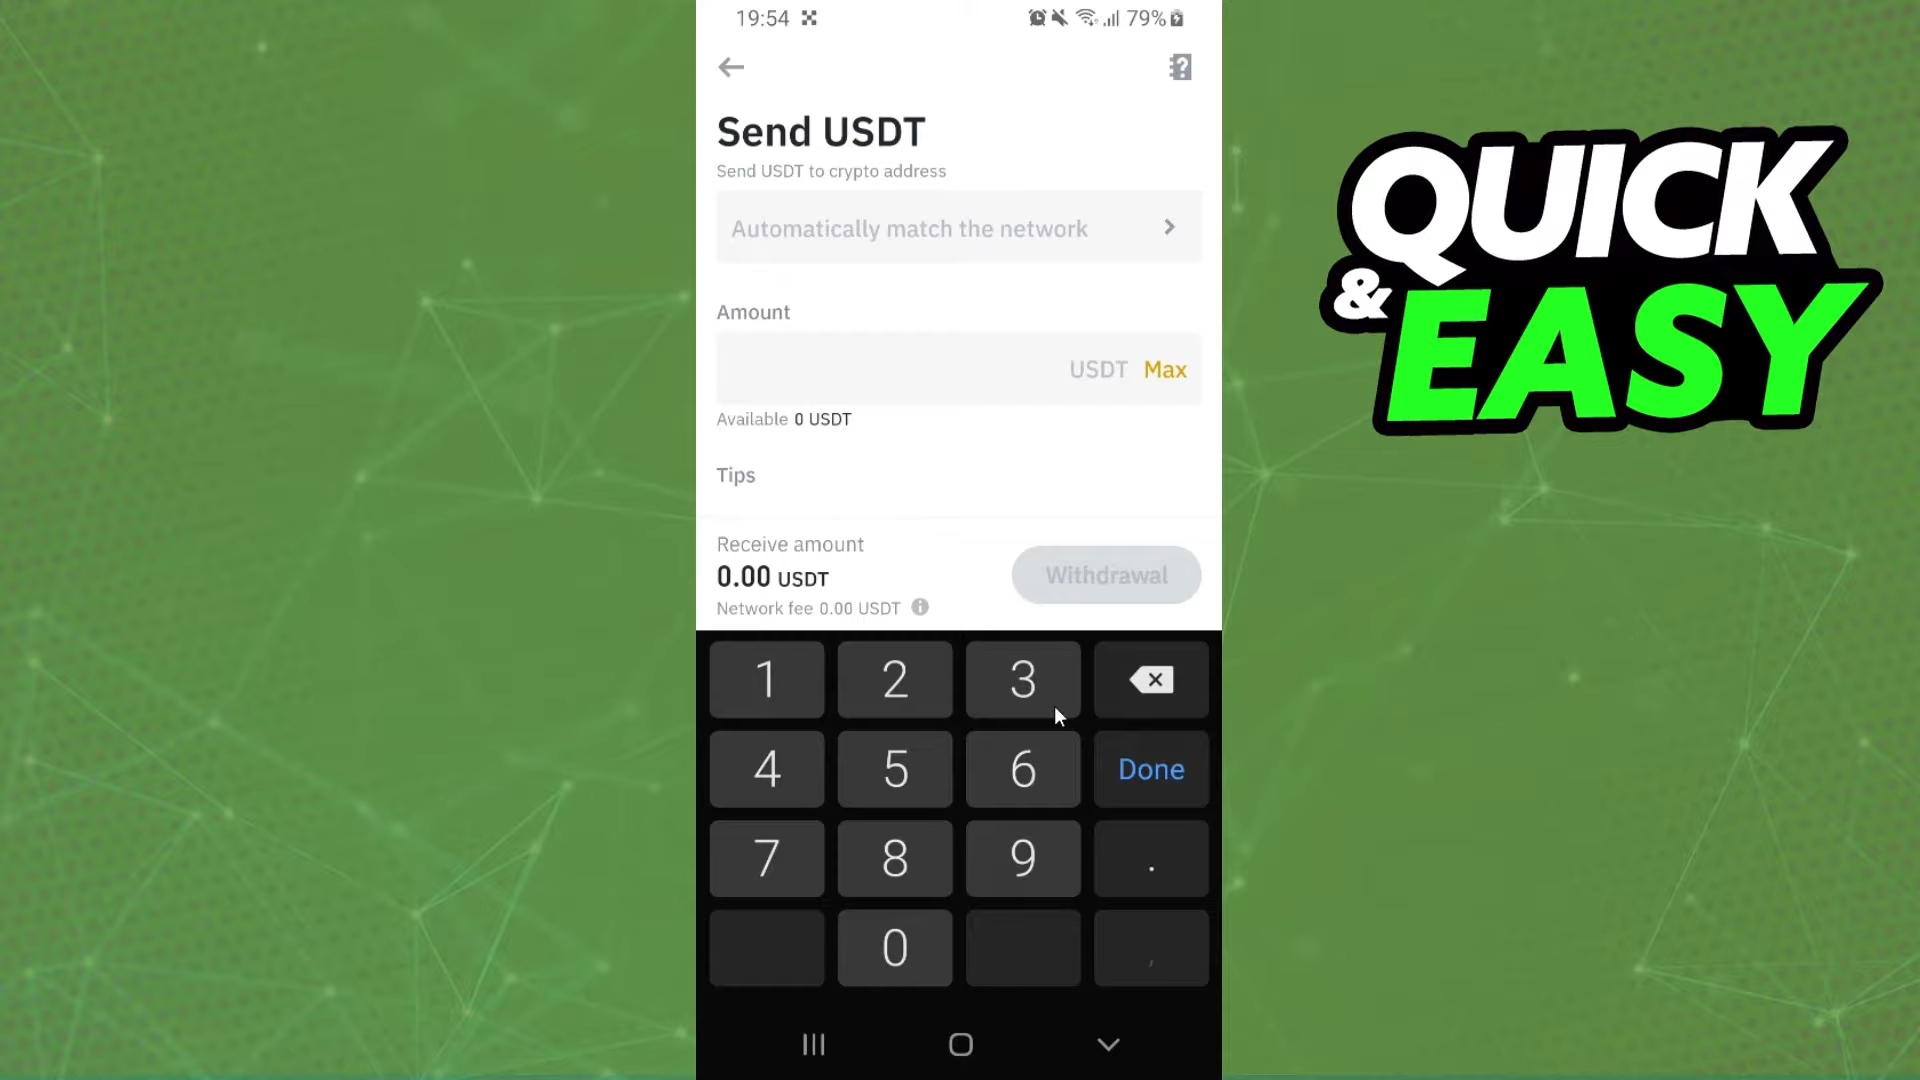 19:54
79%
Send USDT
Send USDT to crypto address
Automatically match the network
Amount
USDT Max
Available 0 USDT
Tips
Receive amount
0.00 USDT
Withdrawal
Network fee 0.00 USDT
1 2 3
4 5 6 Done
7 8 9 .
0 ,
QUICK
& EASY